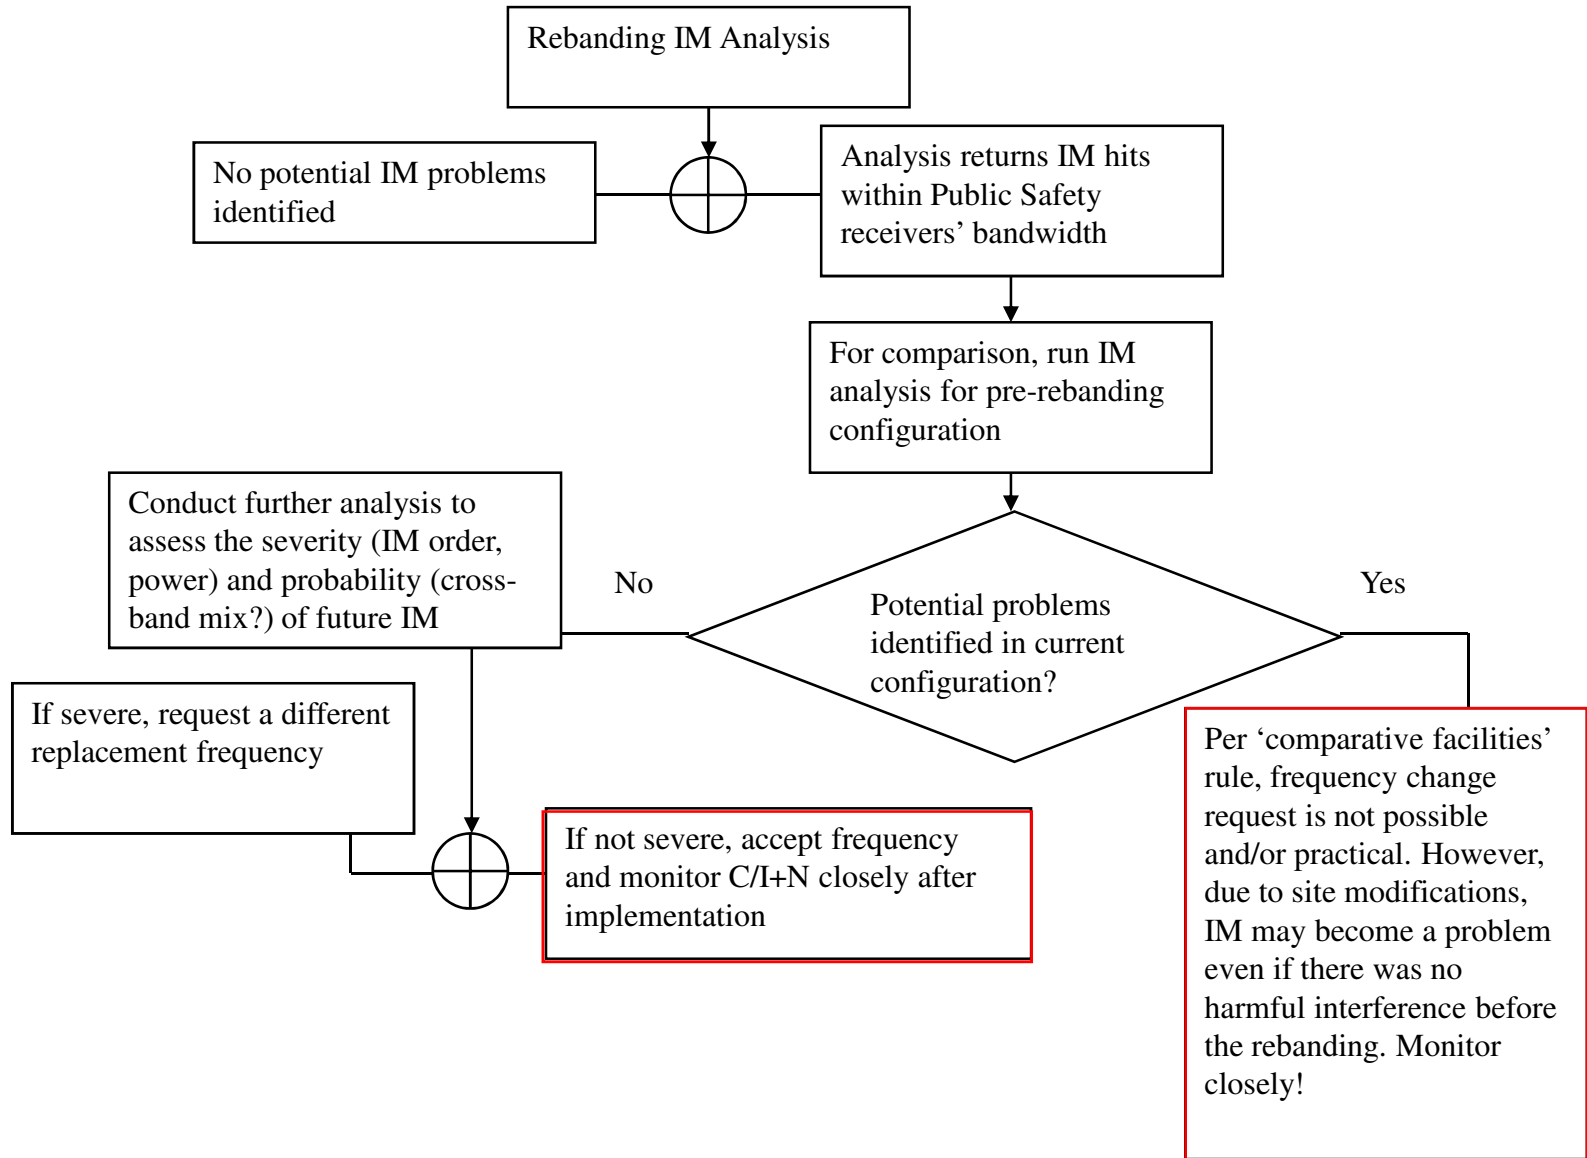 Rebanding IM Analysis
No potential IM problems
identified
Analysis returns IM hits
within Public Safety
receivers’ bandwidth
For comparison, run IM
analysis for pre-rebanding
configuration
Conduct further analysis to
assess the severity (IM order,
power) and probability (cross-
band mix?) of future IM
No
Potential problems
identified in current
configuration?
Yes
If severe, request a different
replacement frequency
If not severe, accept frequency
and monitor C/I+N closely after
implementation
Per ‘comparative facilities’
rule, frequency change
request is not possible
and/or practical. However,
due to site modifications,
IM may become a problem
even if there was no
harmful interference before
the rebanding. Monitor
closely!